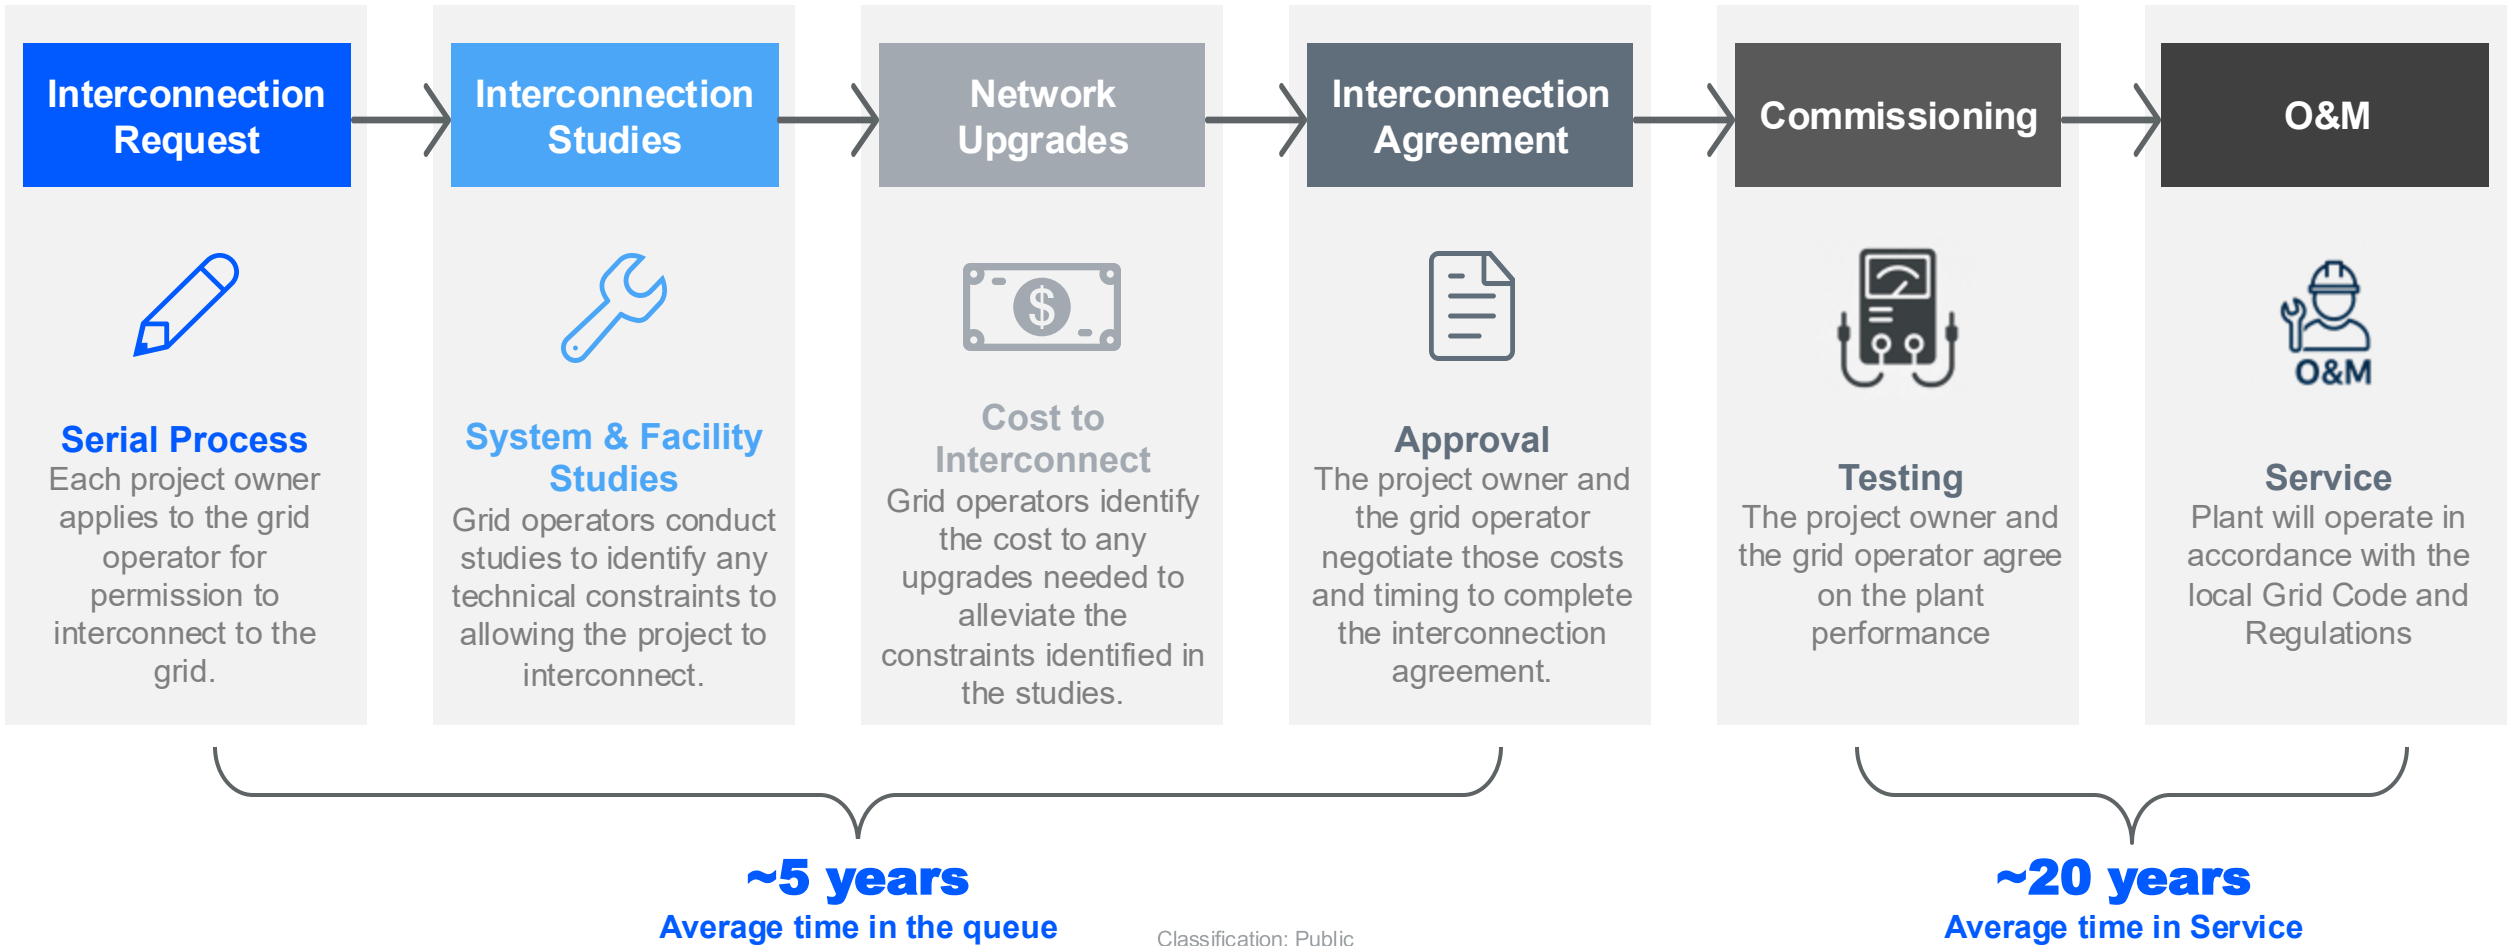 Interconnection
Request
Interconnection
Studies
Network
Upgrades
Interconnection
Agreement
Commissioning
O&M
$
O&M
Serial Process
Each project owner
applies to the grid
operator for
permission to
interconnect to the
grid.
System & Facility
Studies
Grid operators conduct
studies to identify any
technical constraints to
allowing the project to
interconnect.
Cost to
Interconnect
Grid operators identify
the cost to any
upgrades needed to
alleviate the
constraints identified in
the studies.
Approval
The project owner and
the grid operator
negotiate those costs
and timing to complete
the interconnection
agreement.
Testing
The project owner and
the grid operator agree
on the plant
performance
Service
Plant will operate in
accordance with the
local Grid Code and
Regulations
~5 years
Average time in the queue
~20 years
Average time in Service
Classification: Public